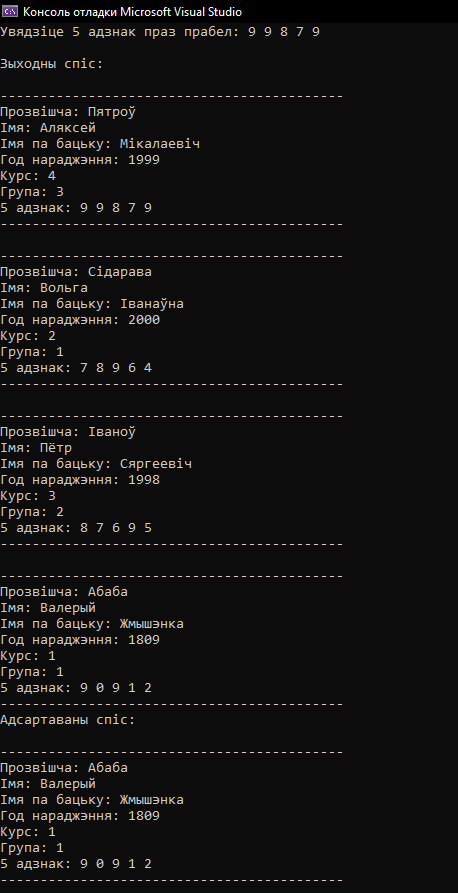 Консоль отладки Microsoft Visual Studio
Увядзіце 5 адзнак праз прабел: 9 9 8 7 9
Зыходны спіс:
-------------------------------------------
Прозвішча: Пятроў
Імя: Аляксей
Імя па бацьку: Мікалаевіч
Год нараджэння: 1999
Курс: 4
Група: 3
5 адзнак: 9 9 8 7 9
-------------------------------------------
-------------------------------------------
Прозвішча: Сідарава
Імя: Вольга
Імя па бацьку: Іванаўна
Год нараджэння: 2000
Курс: 2
Група: 1
5 адзнак: 7 8 9 6 4
-------------------------------------------
-------------------------------------------
Прозвішча: Іваноў
Імя: Пётр
Імя па бацьку: Сяргеевіч
Год нараджэння: 1998
Курс: 3
Група: 2
5 адзнак: 8 7 6 9 5
-------------------------------------------
-------------------------------------------
Прозвішча: Абаба
Імя: Валерый
Імя па бацьку: Жмышэнка
Год нараджэння: 1809
Курс: 1
Група: 1
5 адзнак: 9 0 9 1 2
-------------------------------------------
Адсартаваны спіс:
-------------------------------------------
Прозвішча: Абаба
Імя: Валерый
Імя па бацьку: Жмышэнка
Год нараджэння: 1809
Курс: 1
Група: 1
5 адзнак: 9 0 9 1 2
-------------------------------------------